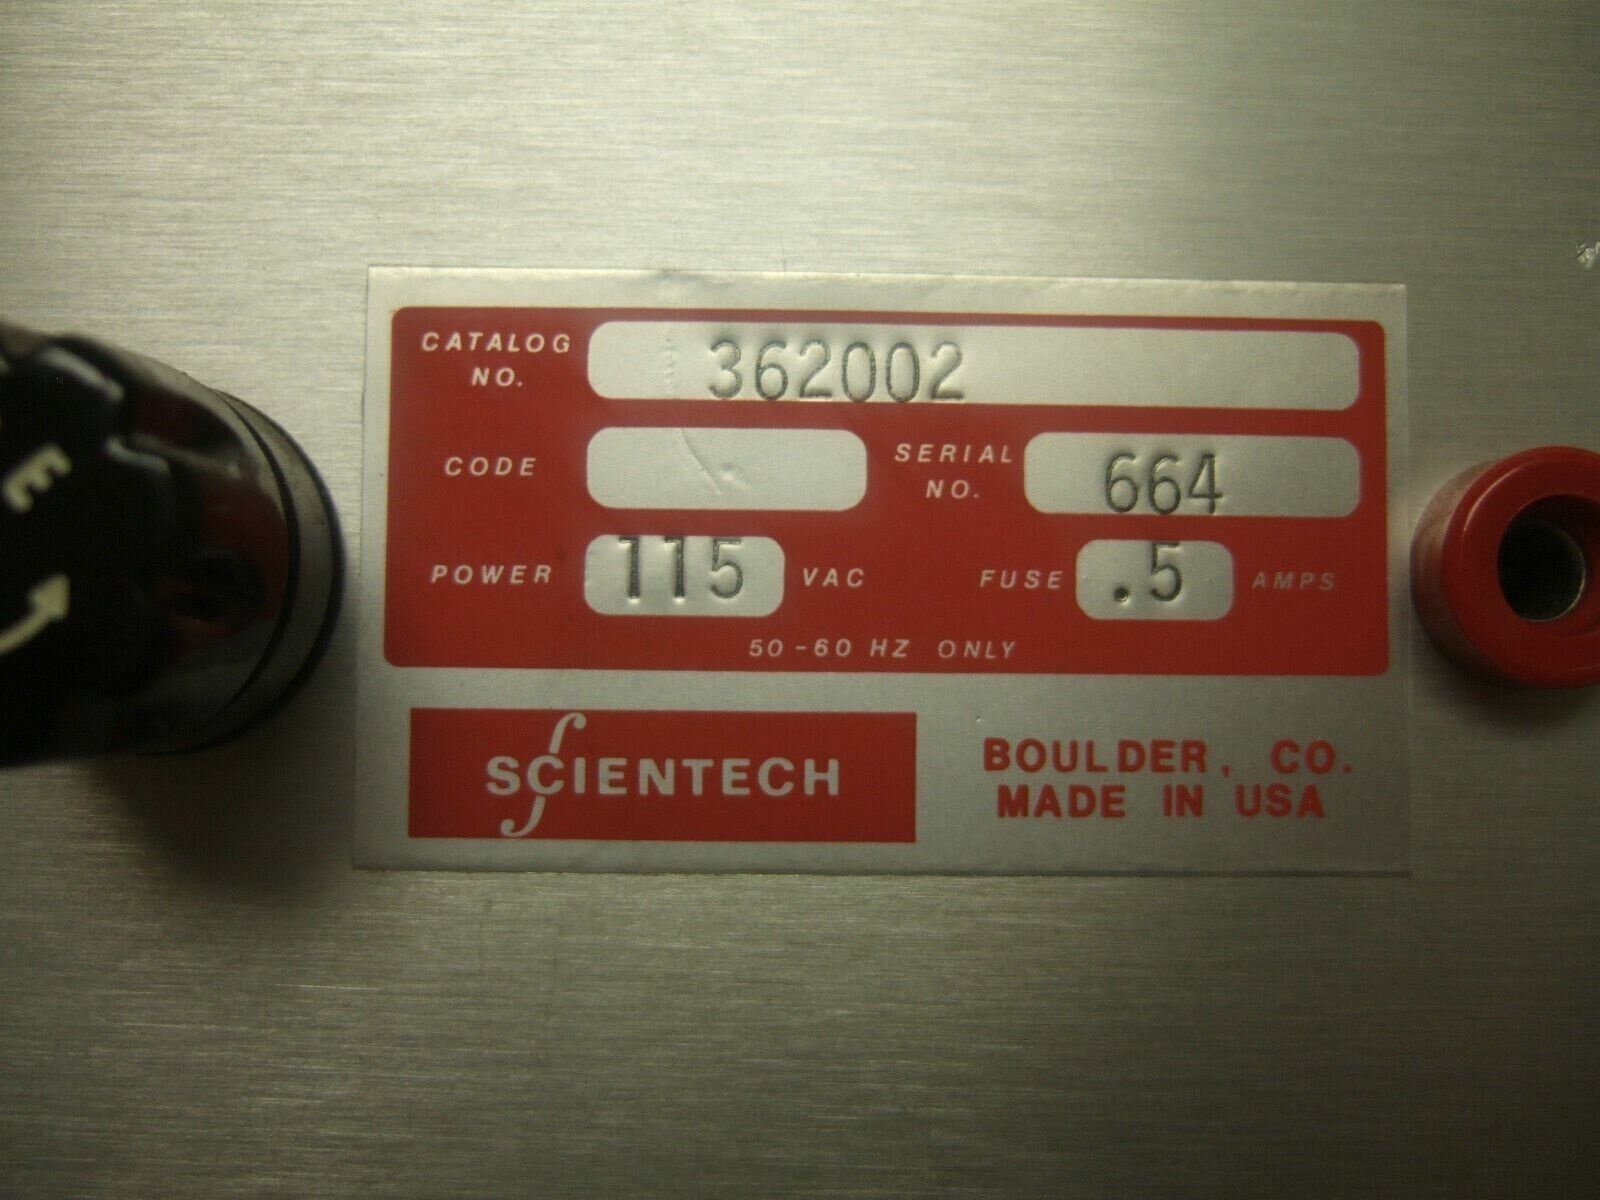 CATALOG NO. 362002
CODE
SERIAL NO. 664
POWER 115 VAC
FUSE .5 AMPS
50-60 HZ ONLY
SCIENTECH
BOULDER, CO.
MADE IN USA